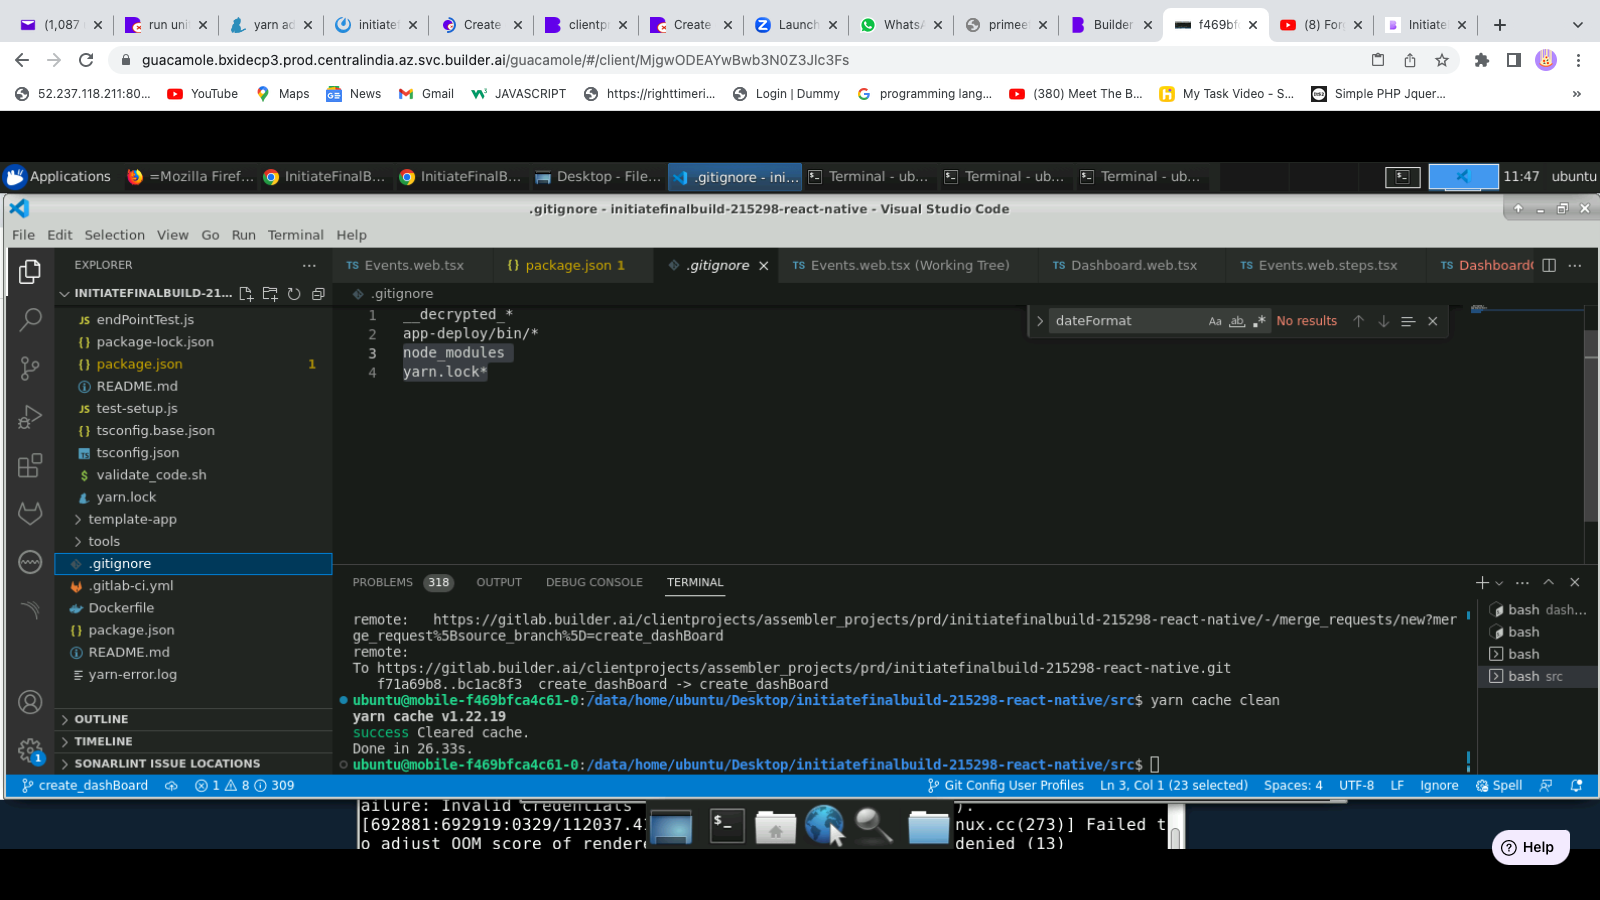 (1,087
run uni
yarn ad
initiatef
Create
clientp
Create
Launch
WhatsA
primee
Builder
f469bf
(8) For
Initiate
guacamole.bxidecp3.prod.centralindia.az.svc.builder.ai/guacamole/#/client/MjgwODEAYwBwb3N0Z3Jlc3Fs
52.237.118.211:80...
YouTube
Maps
News
Gmail
JAVASCRIPT
https://righttimeri...
Login | Dummy
programming lang...
(380) Meet The B...
My Task Video - S...
Simple PHP Jquer...
»
Applications
=Mozilla Firef...
InitiateFinalB...
InitiateFinalB...
Desktop - File...
.gitignore - ini...
Terminal - ub...
Terminal - ub...
Terminal - ub...
11:47
ubuntu
.gitignore - initiatefinalbuild-215298-react-native - Visual Studio Code
File Edit Selection View Go Run Terminal Help
EXPLORER
TS Events.web.tsx
{} package.json 1
.gitignore
TS Events.web.tsx (Working Tree)
TS Dashboard.web.tsx
TS Events.web.steps.tsx
TS Dashboard
INITIATEFINALBUILD-21...
.gitignore
JS endPointTest.js
{} package-lock.json
{} package.json 1
README.md
JS test-setup.js
{} tsconfig.base.json
tsconfig.json
$ validate_code.sh
yarn.lock
template-app
tools
.gitignore
.gitlab-ci.yml
Dockerfile
{} package.json
README.md
yarn-error.log
OUTLINE
TIMELINE
SONARLINT ISSUE LOCATIONS
1 __decrypted_*
2 app-deploy/bin/*
3 node_modules
4 yarn.lock*
dateFormat
Aa ab .*
No results
PROBLEMS 318 OUTPUT DEBUG CONSOLE TERMINAL
remote:   https://gitlab.builder.ai/clientprojects/assembler_projects/prd/initiatefinalbuild-215298-react-native/-/merge_requests/new?mer
ge_request%5Bsource_branch%5D=create_dashBoard
remote:
To https://gitlab.builder.ai/clientprojects/assembler_projects/prd/initiatefinalbuild-215298-react-native.git
f71a69b8..bc1ac8f3  create_dashBoard -> create_dashBoard
ubuntu@mobile-f469bfca4c61-0:/data/home/ubuntu/Desktop/initiatefinalbuild-215298-react-native/src$ yarn cache clean
yarn cache v1.22.19
success Cleared cache.
Done in 26.33s.
ubuntu@mobile-f469bfca4c61-0:/data/home/ubuntu/Desktop/initiatefinalbuild-215298-react-native/src$
bash dash...
bash
bash
bash src
1
create_dashBoard
1 8 309
Git Config User Profiles
Ln 3, Col 1 (23 selected)
Spaces: 4
UTF-8
LF
Ignore
Spell
ailure: Invalid credentials ).
[692881:692919:0329/112037.4 nux.cc(273)] Failed t
o adjust OOM score of rendere denied (13)
Help